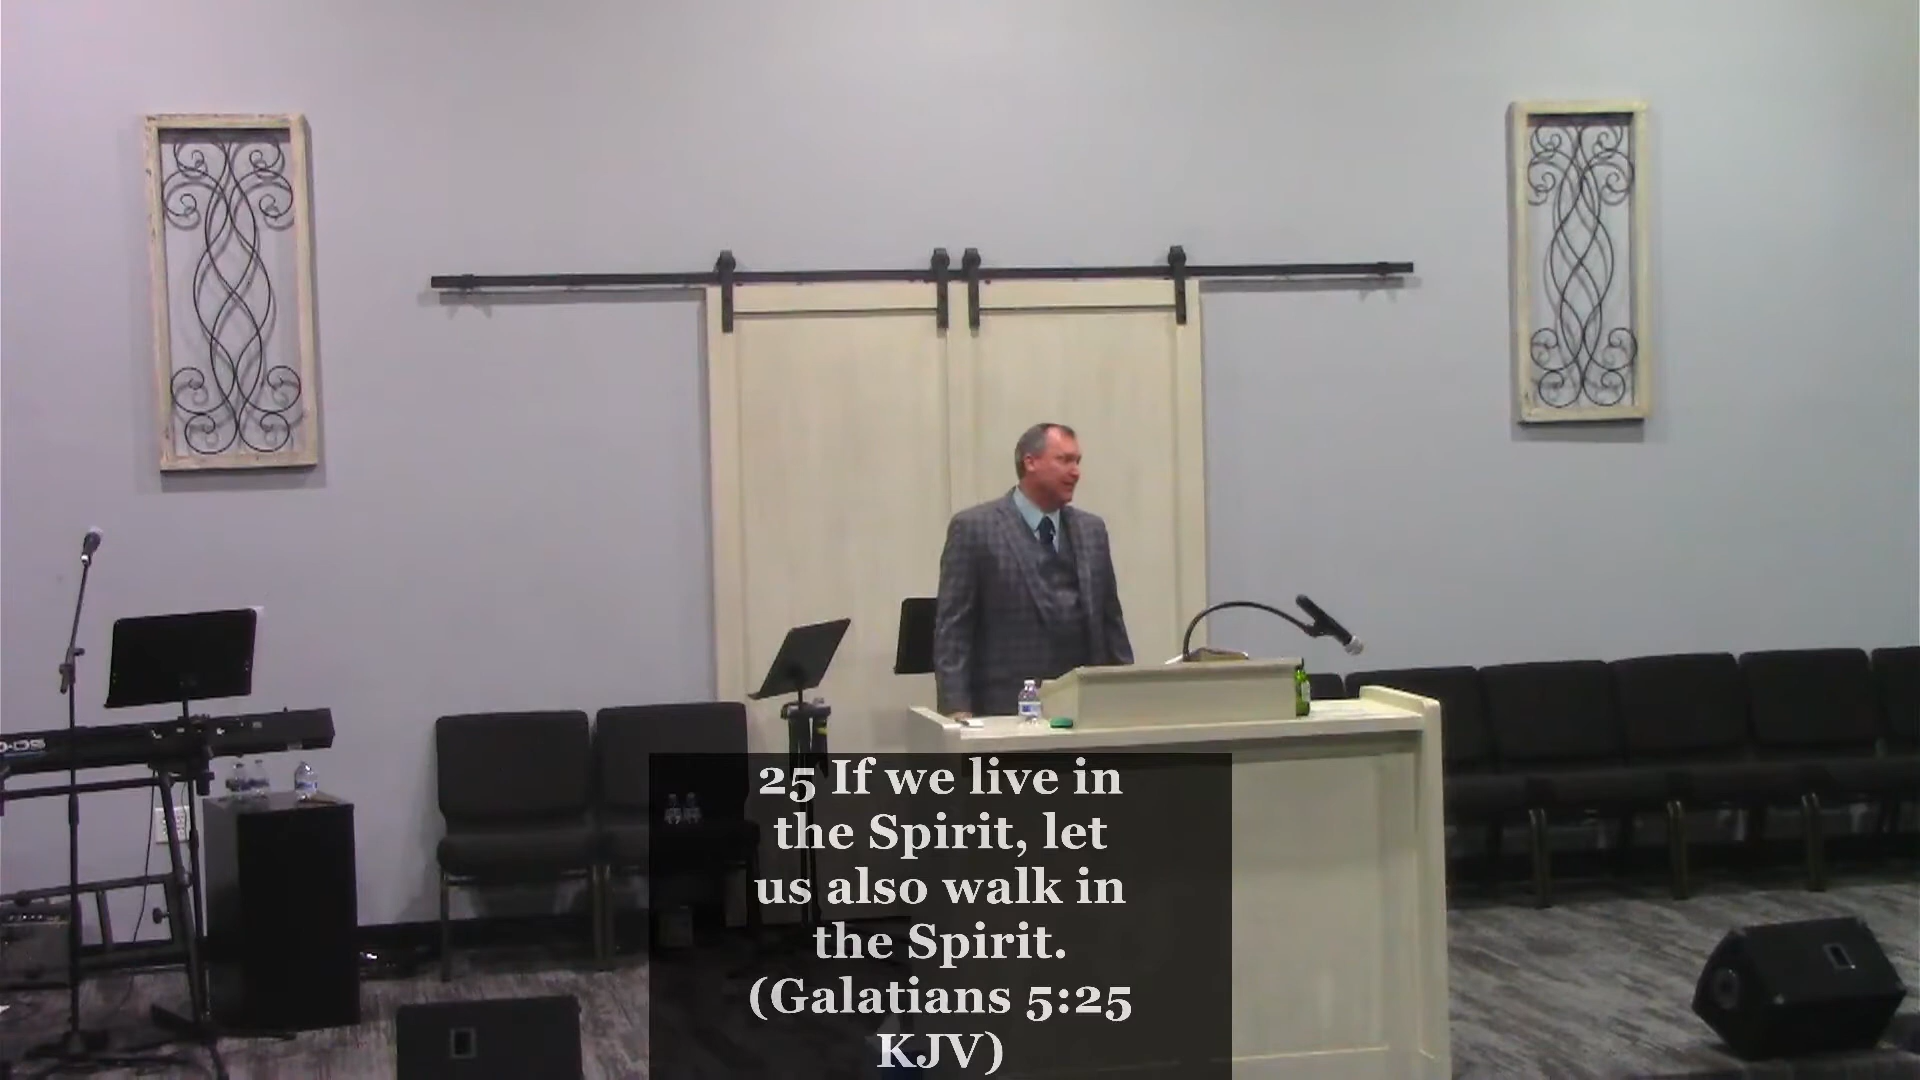 25 If we live in
the Spirit, let
us also walk in
the Spirit.
(Galatians 5:25
KJV)